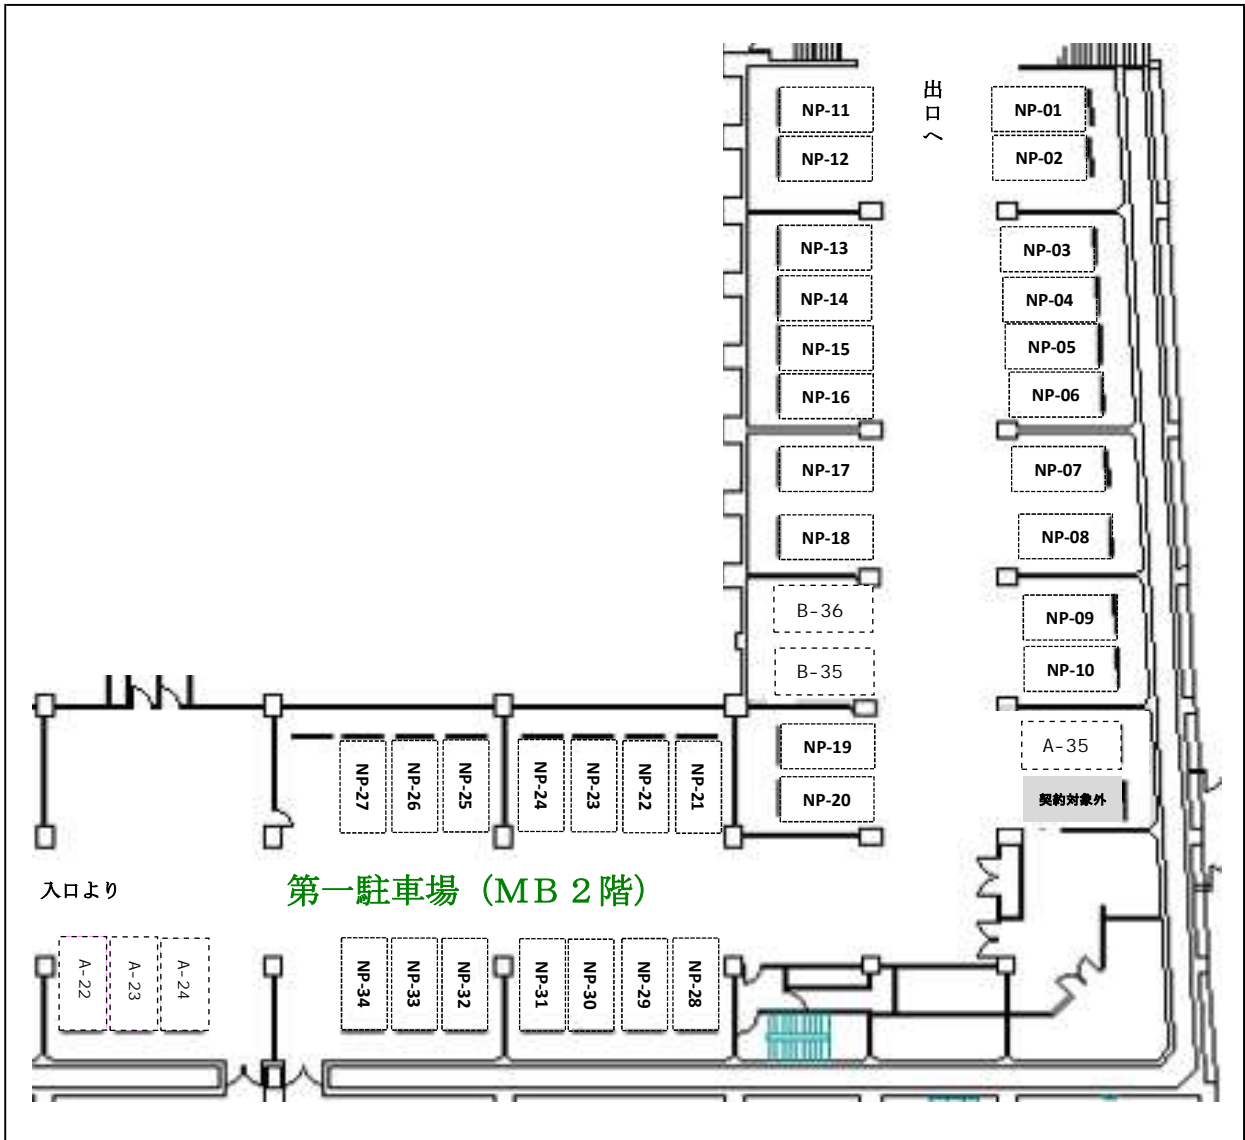 出口へ
NP-11
NP-01
NP-12
NP-02
NP-13
NP-03
NP-14
NP-04
NP-15
NP-05
NP-16
NP-06
NP-17
NP-07
NP-18
NP-08
B-36
NP-09
B-35
NP-10
NP-19
A-35
NP-20
契約対象外
NP-27
NP-26
NP-25
NP-24
NP-23
NP-22
NP-21
入口より
第一駐車場（ＭＢ２階）
A-22
A-23
A-24
NP-34
NP-33
NP-32
NP-31
NP-30
NP-29
NP-28